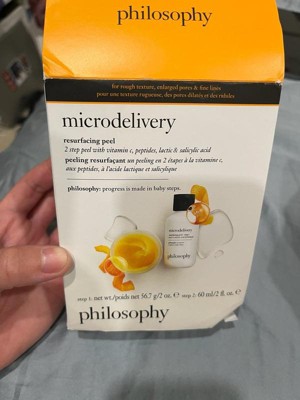 philosophy
for rough texture, enlarged pores & fine lines
pour une texture rugueuse, des pores dilatés et des ridules
microdelivery
resurfacing peel
2 step peel with vitamin c, peptides, lactic & salicylic acid
peeling resurfaçant un peeling en 2 étapes à la vitamine c,
aux peptides, à l'acide lactique et salicylique
philosophy: progress is made in baby steps.
microdelivery
philosophy
step 1: net wt./poids net 56.7 g/2 oz. ℮ step 2: 60 ml/2 fl. oz. ℮
philosophy